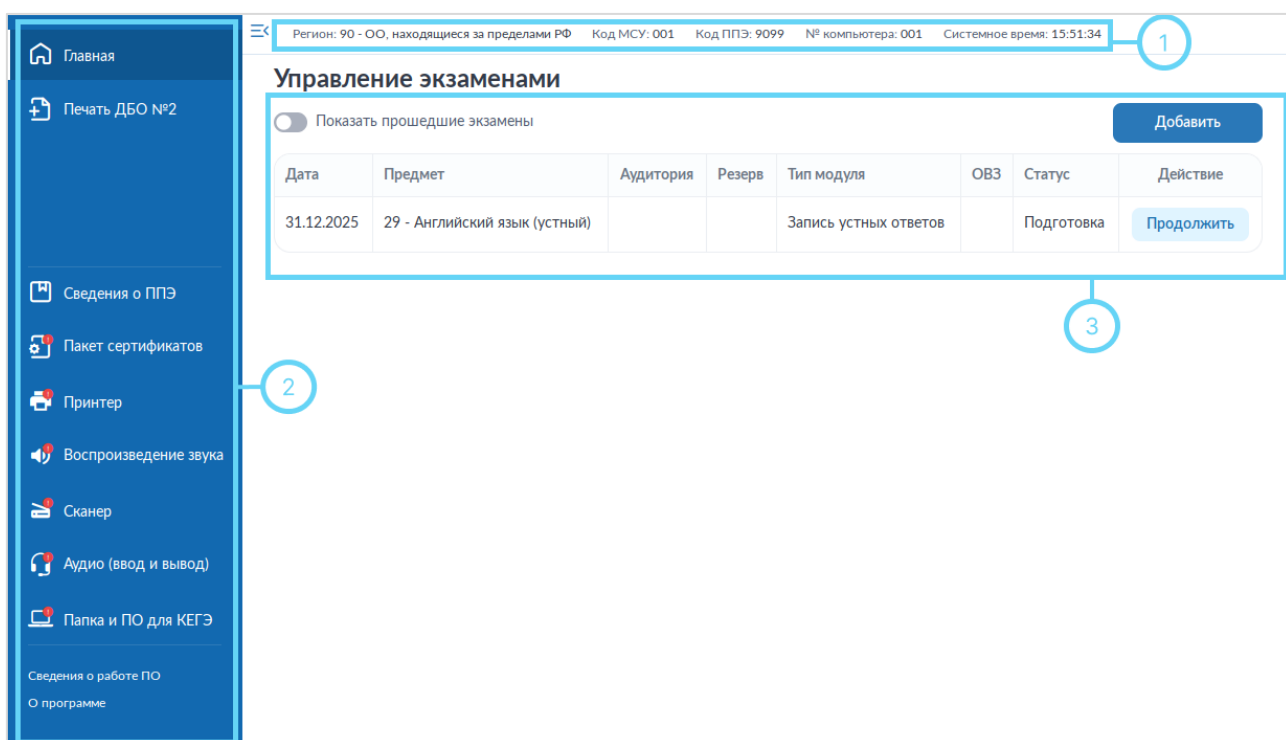 Регион: 90 - ОО, находящиеся за пределами РФ Код МСУ: 001 Код ППЭ: 9099 № компьютера: 001 Системное время: 15:51:34
1
Главная
Печать ДБО №2
Сведения о ППЭ
Пакет сертификатов
Принтер
Воспроизведение звука
Сканер
Аудио (ввод и вывод)
Папка и ПО для КЕГЭ
Сведения о работе ПО
О программе
2
Управление экзаменами
Показать прошедшие экзамены
Добавить
Дата Предмет Аудитория Резерв Тип модуля ОВЗ Статус Действие
31.12.2025 29 - Английский язык (устный) Запись устных ответов Подготовка Продолжить
3